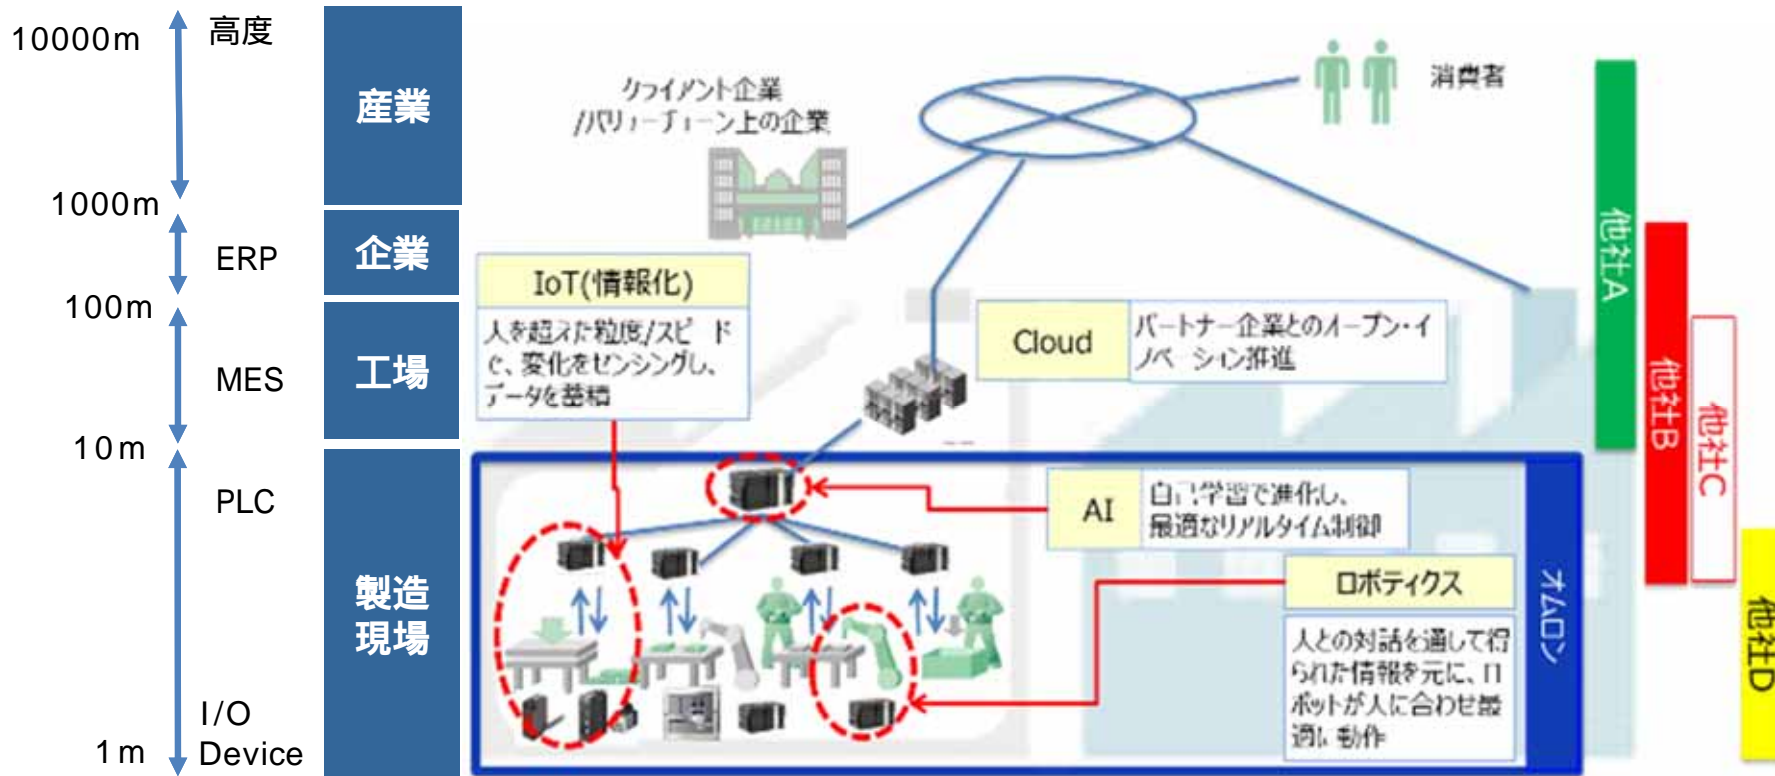 10000m
高度
産業
1000m
ERP
企業
100m
MES
工場
10m
PLC
製造
現場
I/O
Device
1m
クライアント企業
/バリューチェーン上の企業
消費者
IoT(情報化)
人を超えた粒度/スピード
で、変化をセンシングし、
データを蓄積
Cloud
パートナー企業とのオープン・イ
ノベーション推進
AI
自己学習で進化し、
最適なリアルタイム制御
ロボティクス
人との対話を通して得
られた情報を元に、ロ
ボットが人に合わせ最
適に動作
オムロン
他社A
他社B
他社C
他社D